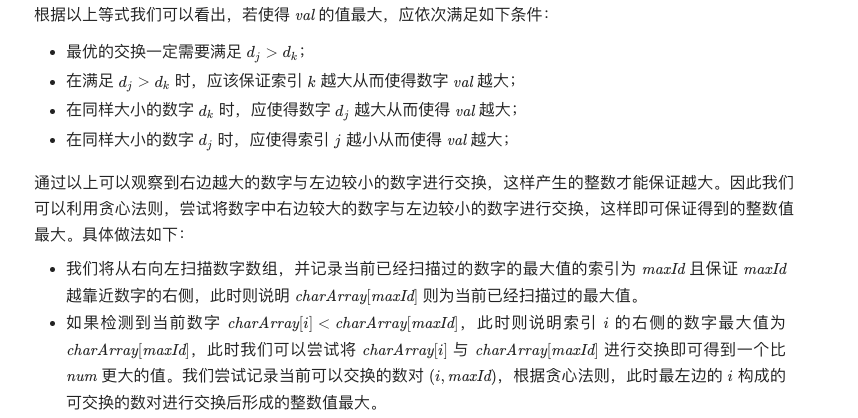 根据以上等式我们可以看出，若使得 val 的值最大，应依次满足如下条件：
• 最优的交换一定需要满足 d_j > d_k；
• 在满足 d_j > d_k 时，应该保证索引 k 越大从而使得数字 val 越大；
• 在同样大小的数字 d_k 时，应使得数字 d_j 越大从而使得 val 越大；
• 在同样大小的数字 d_j 时，应使得索引 j 越小从而使得 val 越大；
通过以上可以观察到右边越大的数字与左边较小的数字进行交换，这样产生的整数才能保证越大。因此我们
可以利用贪心法则，尝试将数字中右边较大的数字与左边较小的数字进行交换，这样即可保证得到的整数值
最大。具体做法如下：
• 我们将从右向左扫描数字数组，并记录当前已经扫描过的数字的最大值的索引为 maxId 且保证 maxId
越靠近数字的右侧，此时则说明 charArray[maxId] 则为当前已经扫描过的最大值。
• 如果检测到当前数字 charArray[i] < charArray[maxId]，此时则说明索引 i 的右侧的数字最大值为
charArray[maxId]，此时我们可以尝试将 charArray[i] 与 charArray[maxId] 进行交换即可得到一个比
num 更大的值。我们尝试记录当前可以交换的数对 (i, maxId)，根据贪心法则，此时最左边的 i 构成的
可交换的数对进行交换后形成的整数值最大。